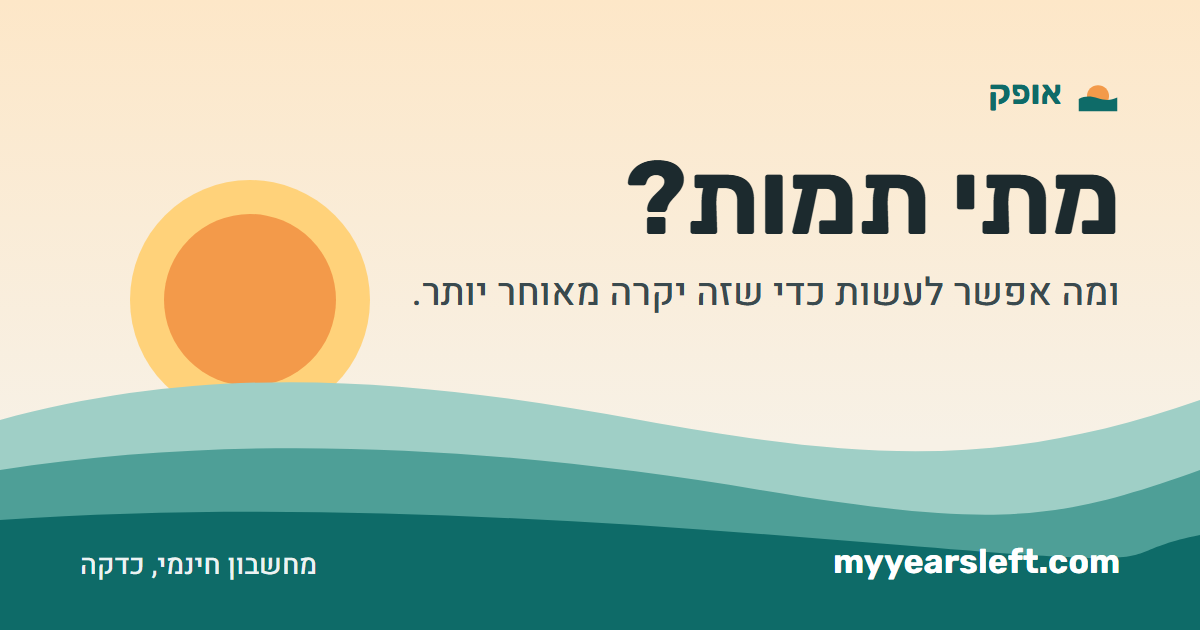 אופק
מתי תמות?
ומה אפשר לעשות כדי שזה יקרה מאוחר יותר.
myyearsleft.com
מחשבון חינמי, כדקה